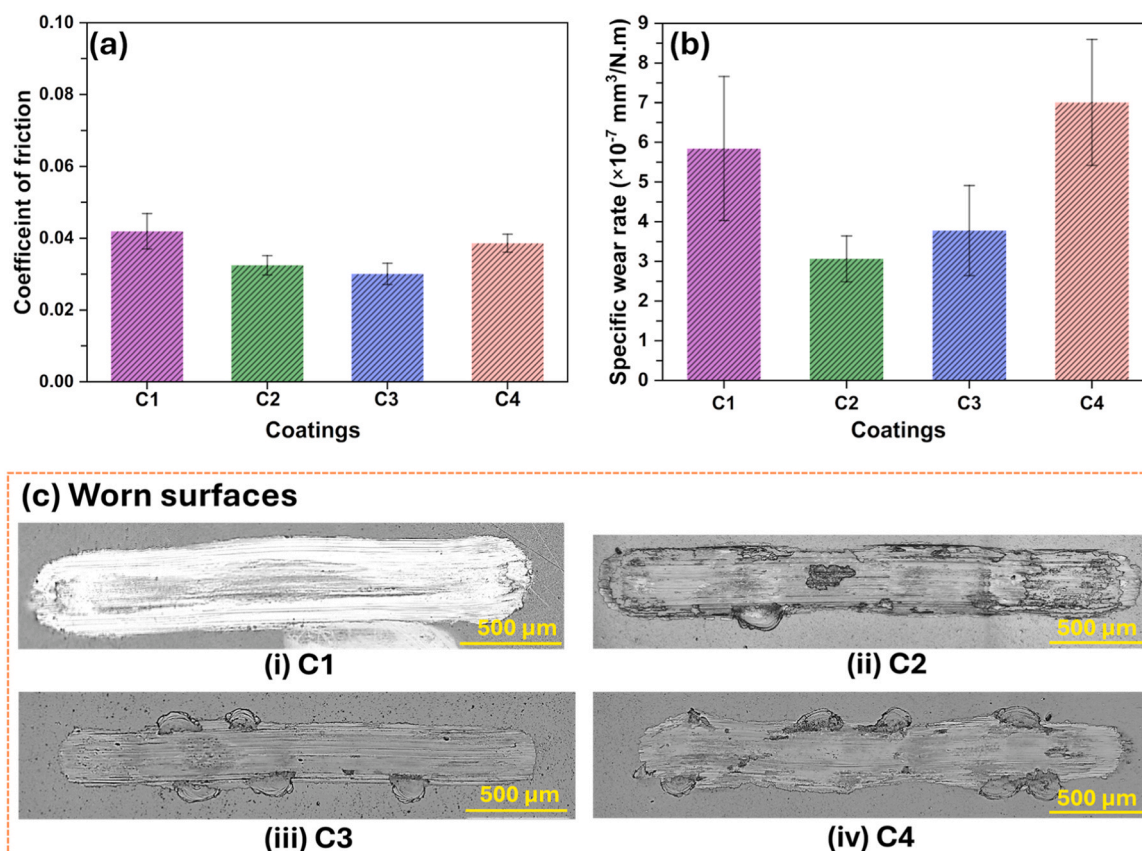 (a)
0.10
0.08
0.06
0.04
0.02
0.00
Coefficeint of friction
C1 C2 C3 C4
Coatings
(b)
9
8
7
6
5
4
3
2
1
0
Specific wear rate (×10⁻⁷ mm³/N.m)
C1 C2 C3 C4
Coatings
(c) Worn surfaces
500 µm
(i) C1
500 µm
(ii) C2
500 µm
(iii) C3
500 µm
(iv) C4